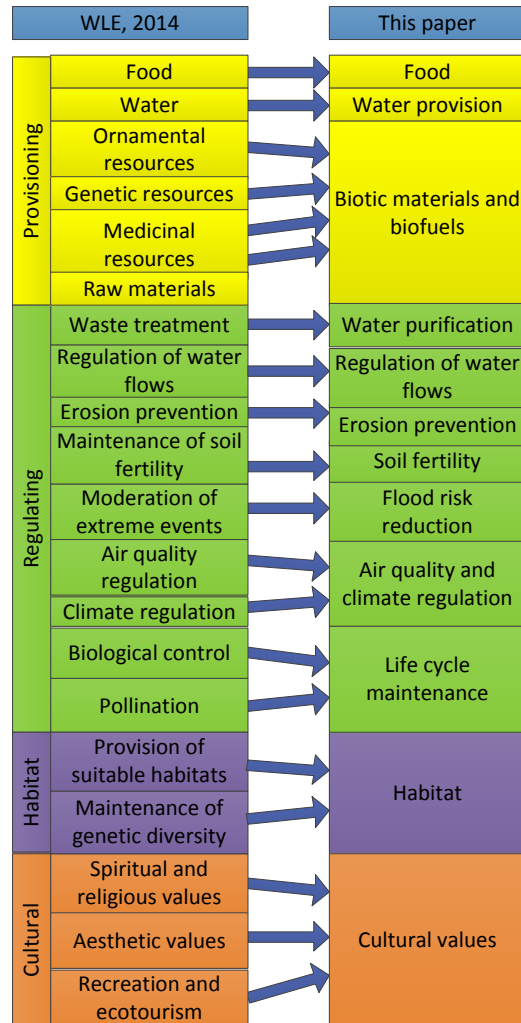 WLE, 2014
This paper
Provisioning
Food
Food
Water
Water provision
Ornamental
resources
Genetic resources
Medicinal
resources
Raw materials
Biotic materials and
biofuels
Regulating
Waste treatment
Water purification
Regulation of water
flows
Regulation of water
flows
Erosion prevention
Erosion prevention
Maintenance of soil
fertility
Soil fertility
Moderation of
extreme events
Flood risk
reduction
Air quality
regulation
Climate regulation
Air quality and
climate regulation
Biological control
Pollination
Life cycle
maintenance
Habitat
Provision of
suitable habitats
Maintenance of
genetic diversity
Habitat
Cultural
Spiritual and
religious values
Aesthetic values
Recreation and
ecotourism
Cultural values